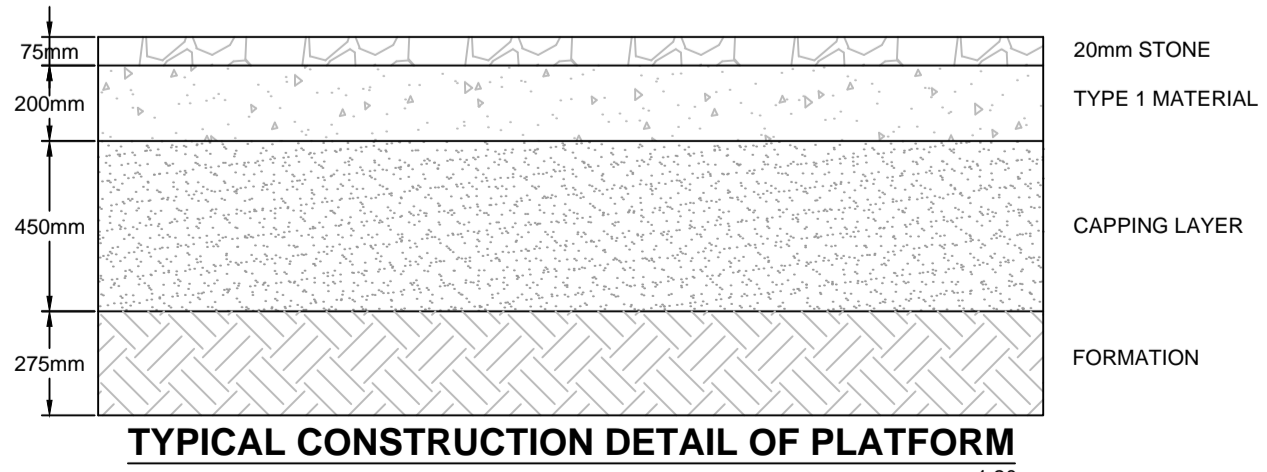 75mm
20mm STONE
200mm
TYPE 1 MATERIAL
450mm
CAPPING LAYER
275mm
FORMATION
TYPICAL CONSTRUCTION DETAIL OF PLATFORM